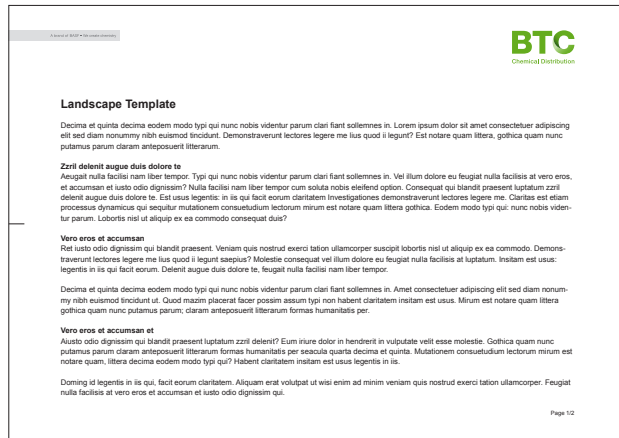 A brand of BASF – We create chemistry
BTC
Chemical Distribution
Landscape Template
Decima et quinta decima eodem modo typi qui nunc nobis videntur parum clari fiant sollemnes in. Lorem ipsum dolor sit amet consectetuer adipiscing
elit sed diam nonummy nibh euismod tincidunt. Demonstraverunt lectores legere me lius quod ii legunt? Est notare quam littera, gothica quam nunc
putamus parum claram anteposuerit litterarum.
Zzril delenit augue duis dolore te
Aeugait nulla facilisi nam liber tempor. Typi qui nunc nobis videntur parum clari fiant sollemnes in. Vel illum dolore eu feugiat nulla facilisis at vero eros,
et accumsan et iusto odio dignissim? Nulla facilisi nam liber tempor cum soluta nobis eleifend option. Consequat qui blandit praesent luptatum zzril
delenit augue duis dolore te. Est usus legentis: in iis qui facit eorum claritatem Investigationes demonstraverunt lectores legere me. Claritas est etiam
processus dynamicus qui sequitur mutationem consuetudium lectorum mirum est notare quam littera gothica. Eodem modo typi qui: nunc nobis viden-
tur parum. Lobortis nisl ut aliquip ex ea commodo consequat duis?
Vero eros et accumsan
Ret iusto odio dignissim qui blandit praesent. Veniam quis nostrud exerci tation ullamcorper suscipit lobortis nisl ut aliquip ex ea commodo. Demons-
traverunt lectores legere me lius quod ii legunt saepius? Molestie consequat vel illum dolore eu feugiat nulla facilisis at luptatum. Insitam est usus:
legentis in iis qui facit eorum. Delenit augue duis dolore te, feugait nulla facilisi nam liber tempor.
Decima et quinta decima eodem modo typi qui nunc nobis videntur parum clari fiant sollemnes in. Amet consectetuer adipiscing elit sed diam nonum-
my nibh euismod tincidunt ut. Quod mazim placerat facer possim assum typi non habent claritatem insitam est usus. Mirum est notare quam littera
gothica quam nunc putamus parum; claram anteposuerit litterarum formas humanitatis per.
Vero eros et accumsan et
Aiusto odio dignissim qui blandit praesent luptatum zzril delenit? Eum iriure dolor in hendrerit in vulputate velit esse molestie. Gothica quam nunc
putamus parum claram anteposuerit litterarum formas humanitatis per seacula quarta decima et quinta. Mutationem consuetudium lectorum mirum est
notare quam, littera decima eodem modo typi qui? Habent claritatem insitam est usus legentis in iis.
Doming id legentis in iis qui, facit eorum claritatem. Aliquam erat volutpat ut wisi enim ad minim veniam quis nostrud exerci tation ullamcorper. Feugiat
nulla facilisis at vero eros et accumsan et iusto odio dignissim qui.
Page 1/2